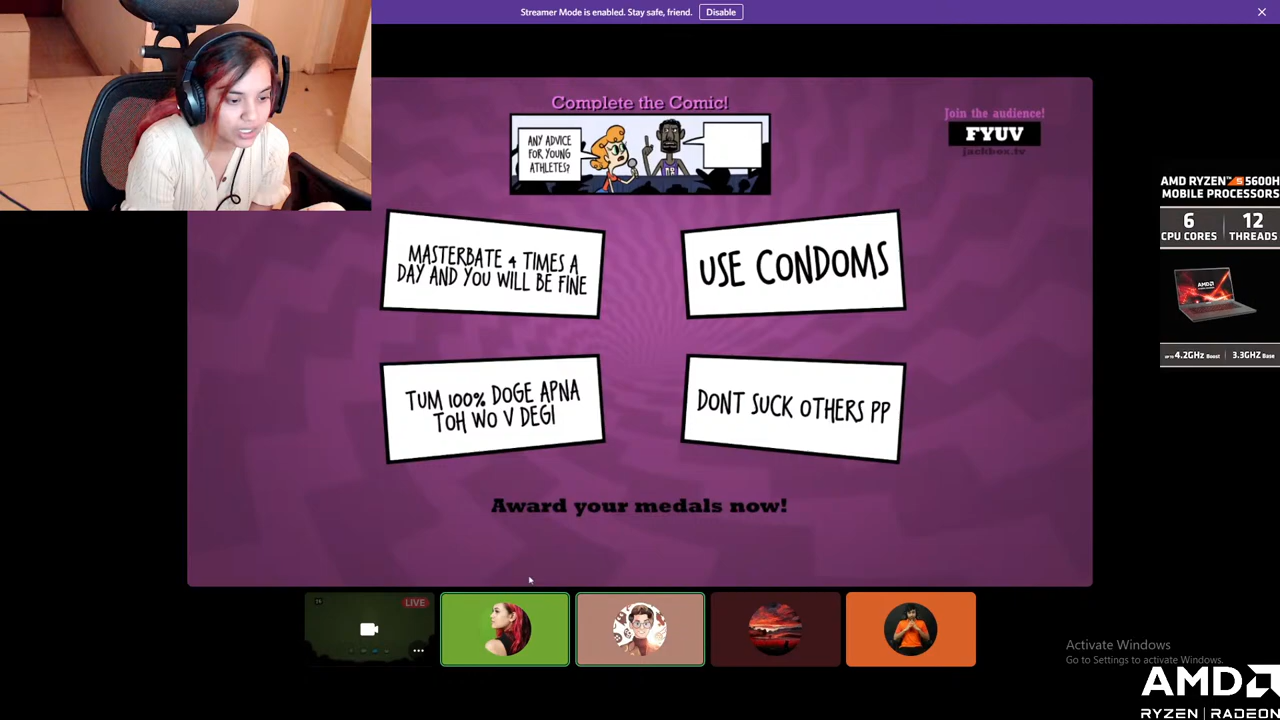 Streamer Mode is enabled. Stay safe, friend.
Disable
Complete the Comic!
ANY ADVICE
FOR YOUNG
ATHLETES?
Join the audience!
FYUV
jackbox.tv
MASTERBATE 4 TIMES A
DAY AND YOU WILL BE FINE
USE CONDOMS
TUM 100% DOGE APNA
TOH WO V DEGI
DONT SUCK OTHERS PP
Award your medals now!
LIVE
AMD RYZEN 5 5600H
MOBILE PROCESSORS
6
CPU CORES
12
THREADS
AMD
UP TO 4.2GHz Boost
3.3GHz Base
Activate Windows
Go to Settings to activate Windows.
AMD
RYZEN | RADEON